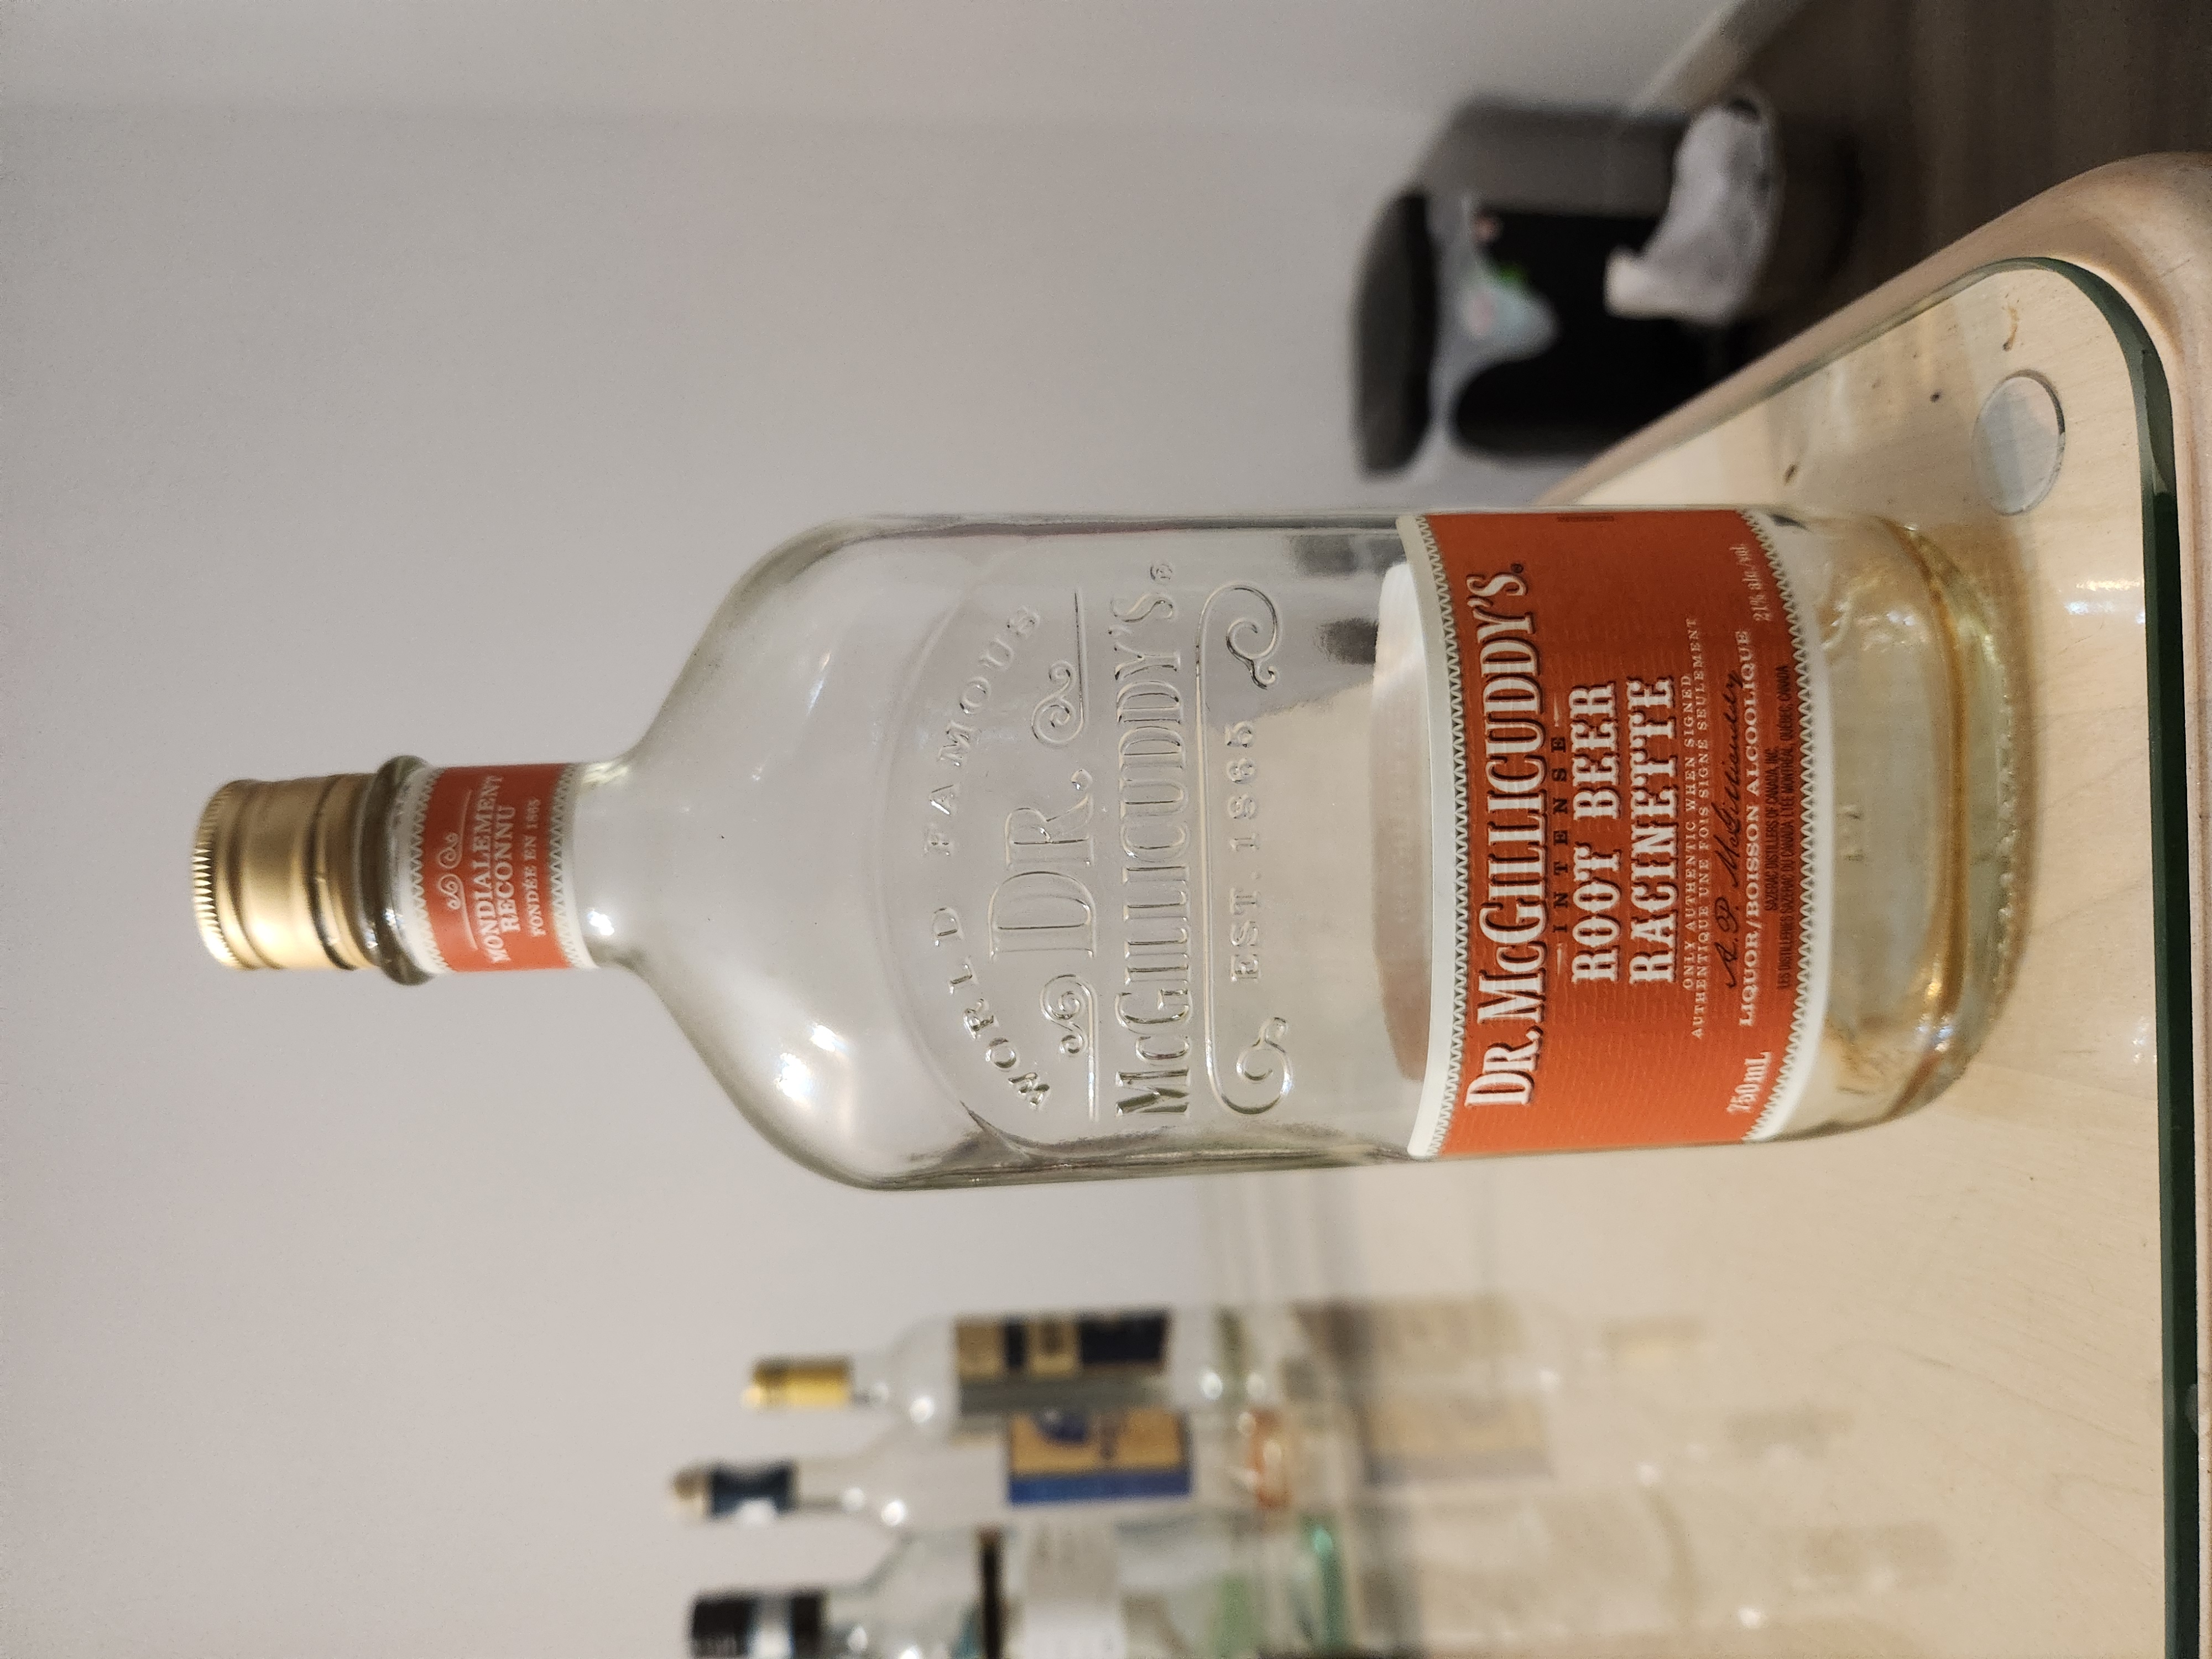 MONDIALEMENT
RECONNU
FONDÉE EN 1865
WORLD FAMOUS
DR.
McGILLICUDDY'S®
EST. 1865
DR. McGILLICUDDY'S®
INTENSE
ROOT BEER
RACINETTE
ONLY AUTHENTIC WHEN SIGNED
AUTHENTIQUE UNE FOIS SIGNÉ SEULEMENT
A. P. McGillicuddy
750mL LIQUOR/BOISSON ALCOOLIQUE 21% alc./vol.
SAZERAC DISTILLERS OF CANADA, INC.
LES DISTILLERIES SAZERAC DU CANADA LTÉE MONTRÉAL, QUÉBEC, CANADA